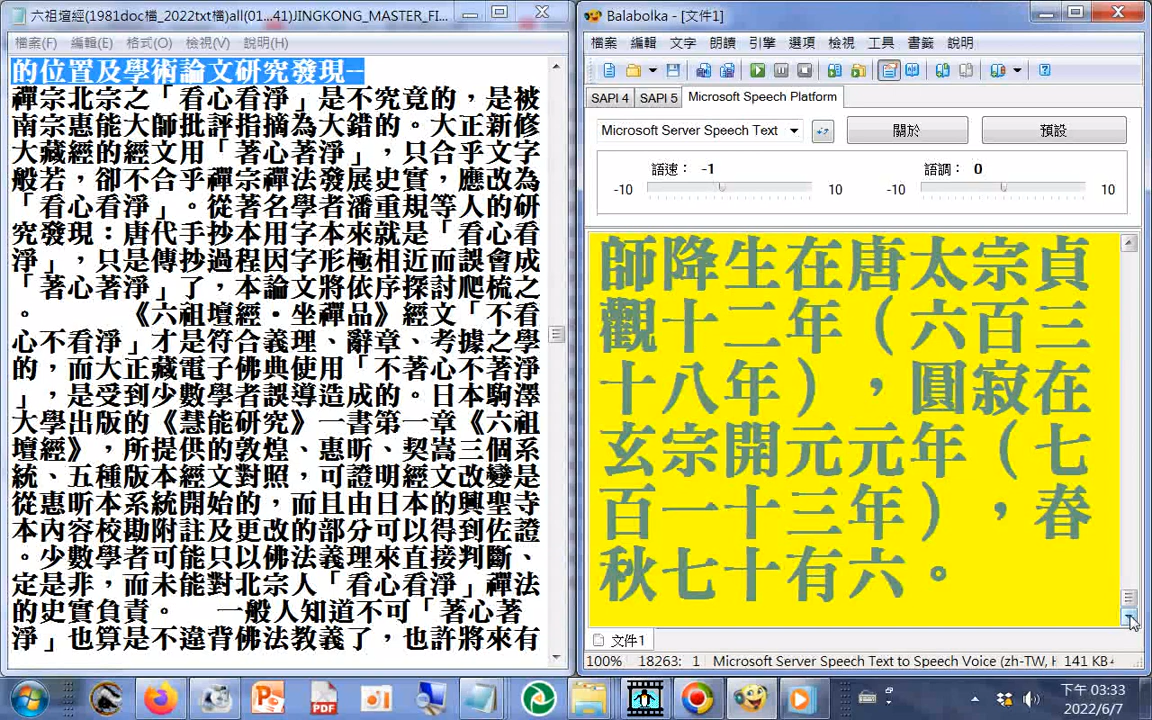 六祖壇經(1981doc檔_2022txt檔)all(01...41)JINGKONG_MASTER_FI...
檔案(F) 編輯(E) 格式(O) 檢視(V) 說明(H)
的位置及學術論文研究發現--
禪宗北宗之「看心看淨」是不究竟的，是被
南宗惠能大師批評指摘為大錯的。大正新修
大藏經的經文用「著心著淨」，只合乎文字
般若，卻不合乎禪宗禪法發展史實，應改為
「看心看淨」。從著名學者潘重規等人的研
究發現：唐代手抄本用字本來就是「看心看
淨」，只是傳抄過程因字形極相近而誤會成
「著心著淨」了，本論文將依序探討爬梳之
。 《六祖壇經‧坐禪品》經文「不看
心不看淨」才是符合義理、辭章、考據之學
的，而大正藏電子佛典使用「不著心不著淨
」，是受到少數學者誤導造成的。日本駒澤
大學出版的《慧能研究》一書第一章《六祖
壇經》，所提供的敦煌、惠昕、契嵩三個系
統、五種版本經文對照，可證明經文改變是
從惠昕本系統開始的，而且由日本的興聖寺
本內容校勘附註及更改的部分可以得到佐證
。少數學者可能只以佛法義理來直接判斷、
定是非，而未能對北宗人「看心看淨」禪法
的史實負責。 一般人知道不可「著心著
淨」也算是不違背佛法教義了，也許將來有
Balabolka - [文件1]
檔案 編輯 文字 朗讀 引擎 選項 檢視 工具 書籤 說明
SAPI 4 SAPI 5 Microsoft Speech Platform
Microsoft Server Speech Text 關於 預設
語速： -1 語調： 0
-10 10 -10 10
師降生在唐太宗貞
觀十二年（六百三
十八年），圓寂在
玄宗開元元年（七
百一十三年），春
秋七十有六。
文件1
100% 18263: 1 Microsoft Server Speech Text to Speech Voice (zh-TW, H 141 KB
下午 03:33
2022/6/7